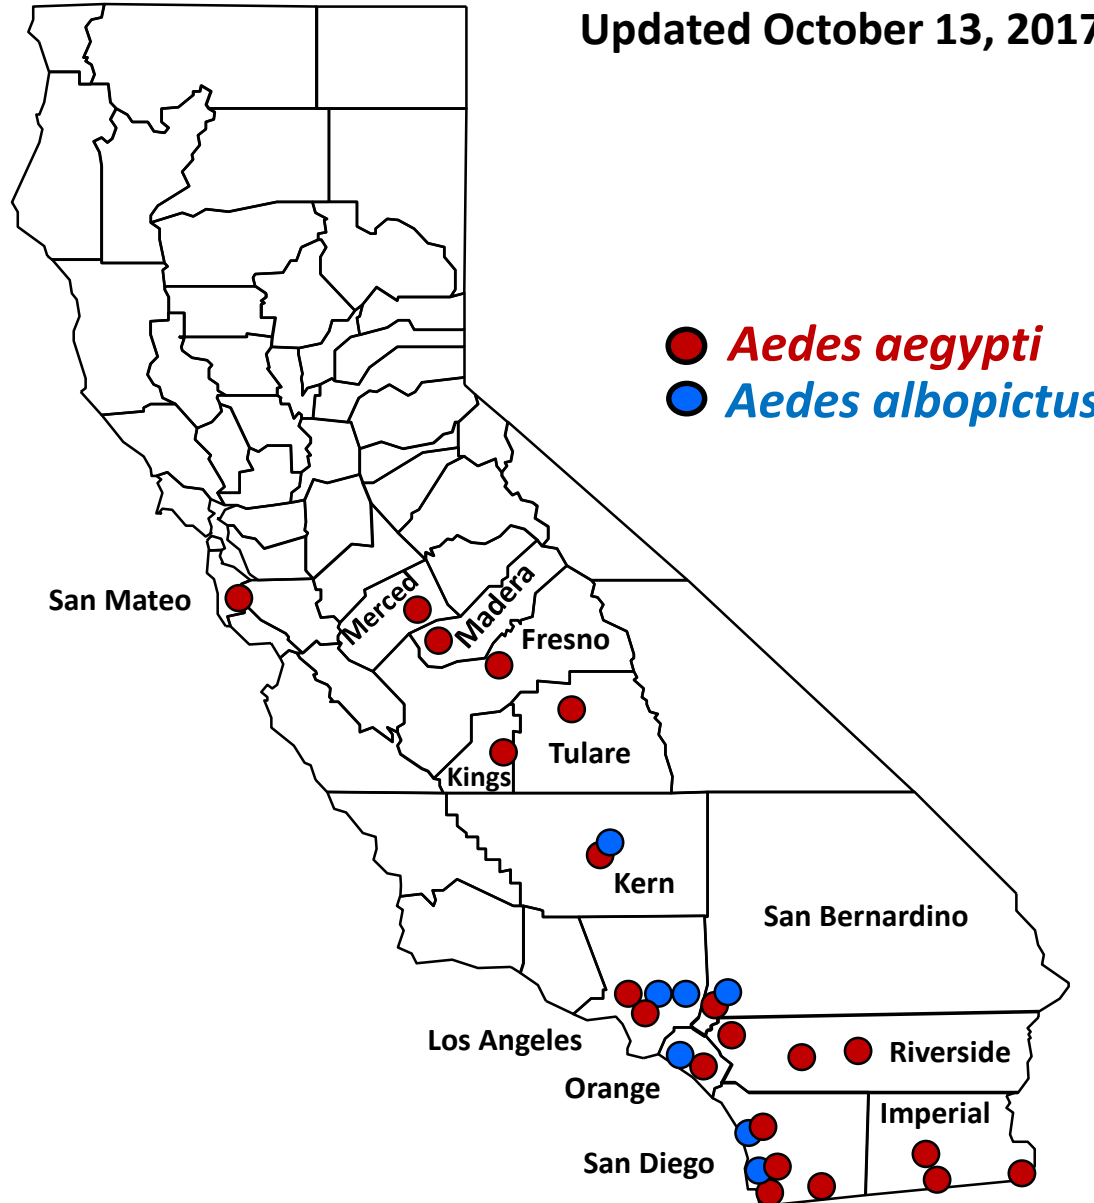 Updated October 13, 2017
Aedes aegypti
Aedes albopictus
San Mateo
Merced
Madera
Fresno
Tulare
Kings
Kern
San Bernardino
Los Angeles
Riverside
Orange
Imperial
San Diego